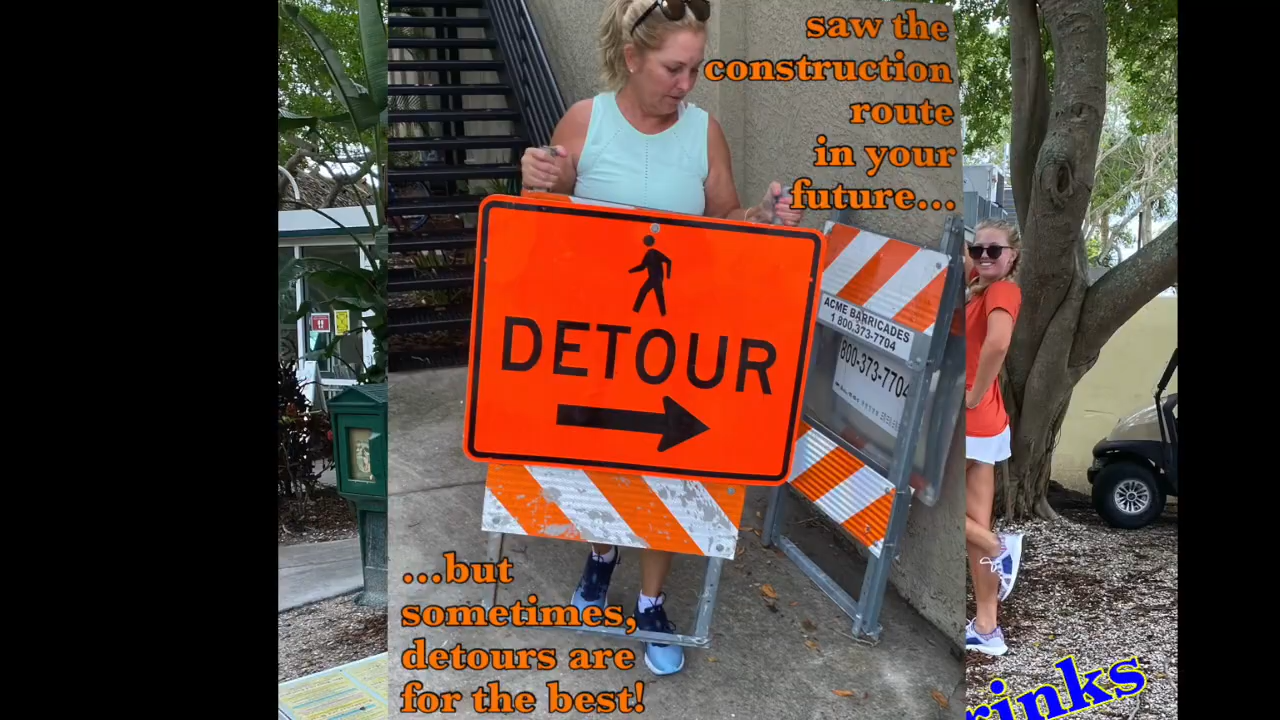 saw the
construction
route
in your
future...
DETOUR
ACME BARRICADES
1 800.373-7704
800-373-7704
...but
sometimes,
detours are
for the best!
rinks